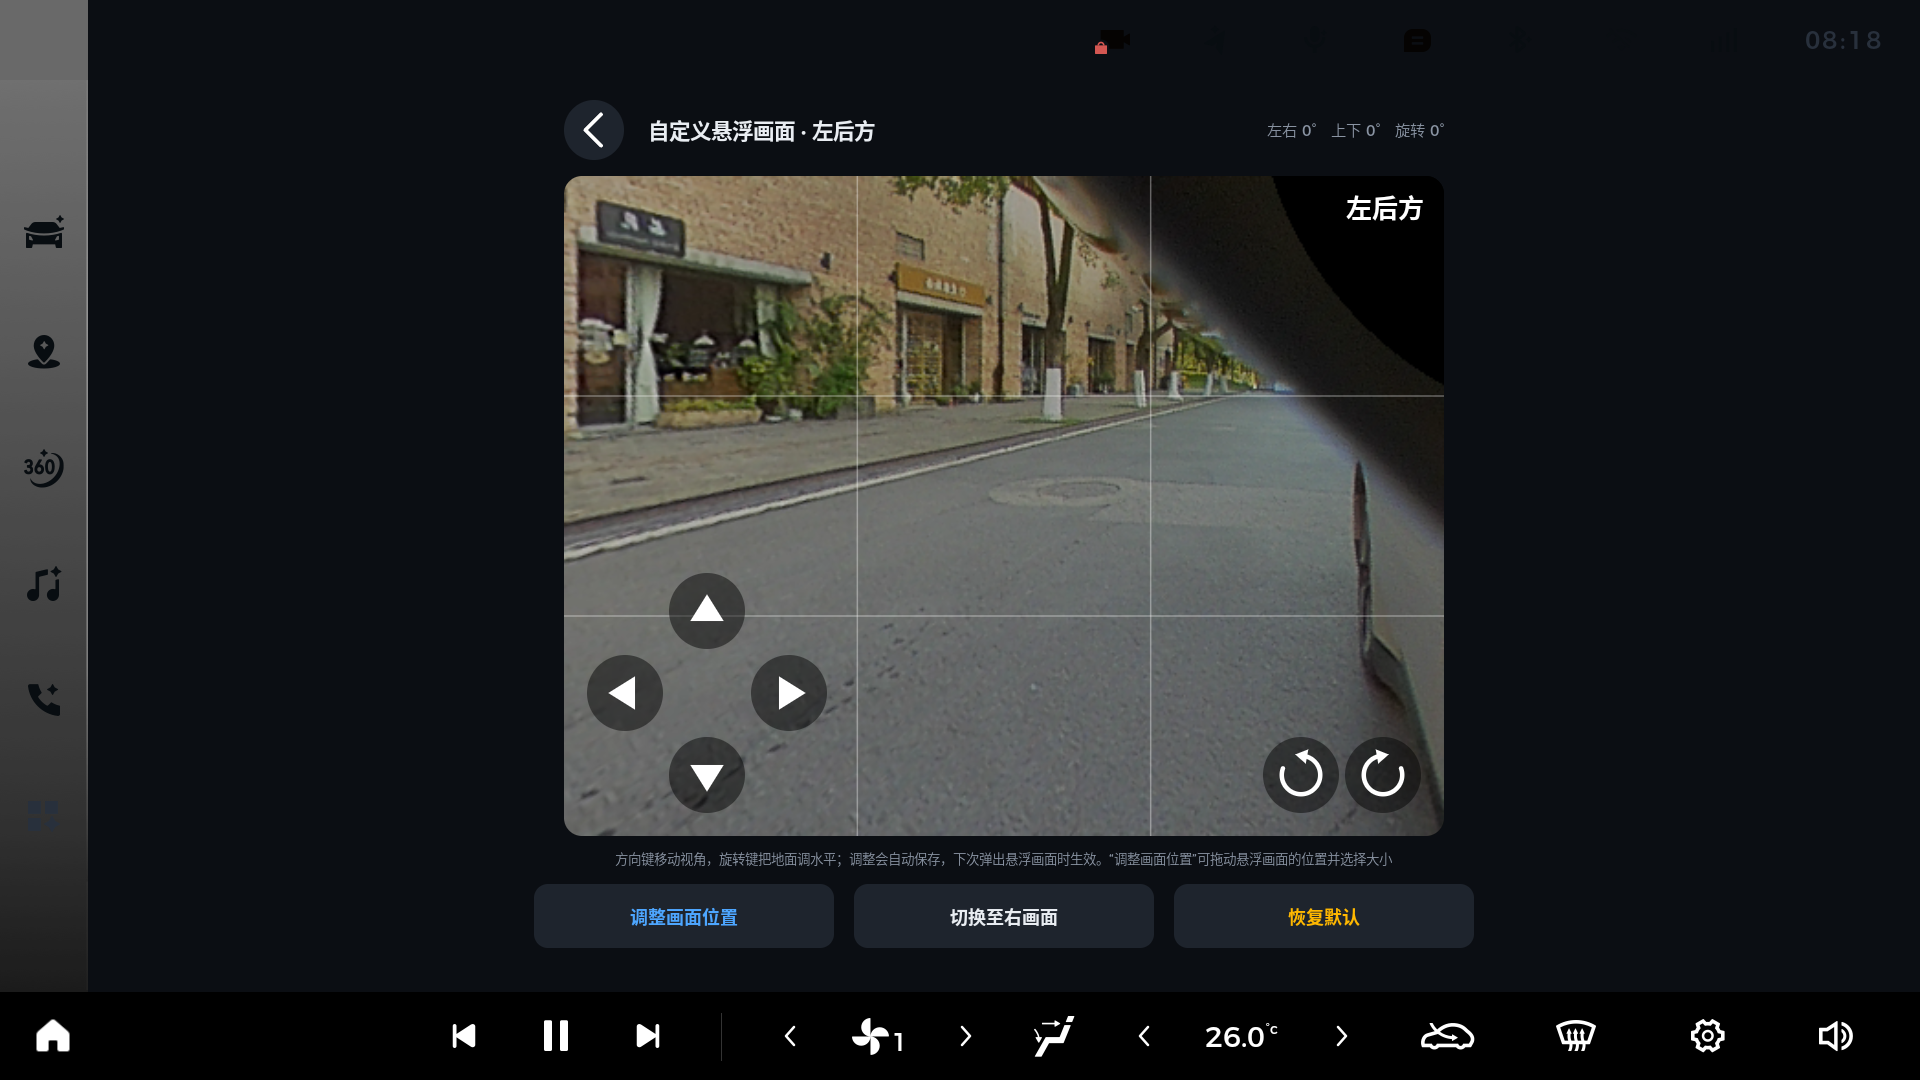 08:18
自定义悬浮画面 · 左后方
左右 0° 上下 0° 旋转 0°
左后方
360
方向键移动视角，旋转键把地面调水平；调整会自动保存，下次弹出悬浮画面时生效。“调整画面位置”可拖动悬浮画面的位置并选择大小
调整画面位置
切换至右画面
恢复默认
1
26.0°C